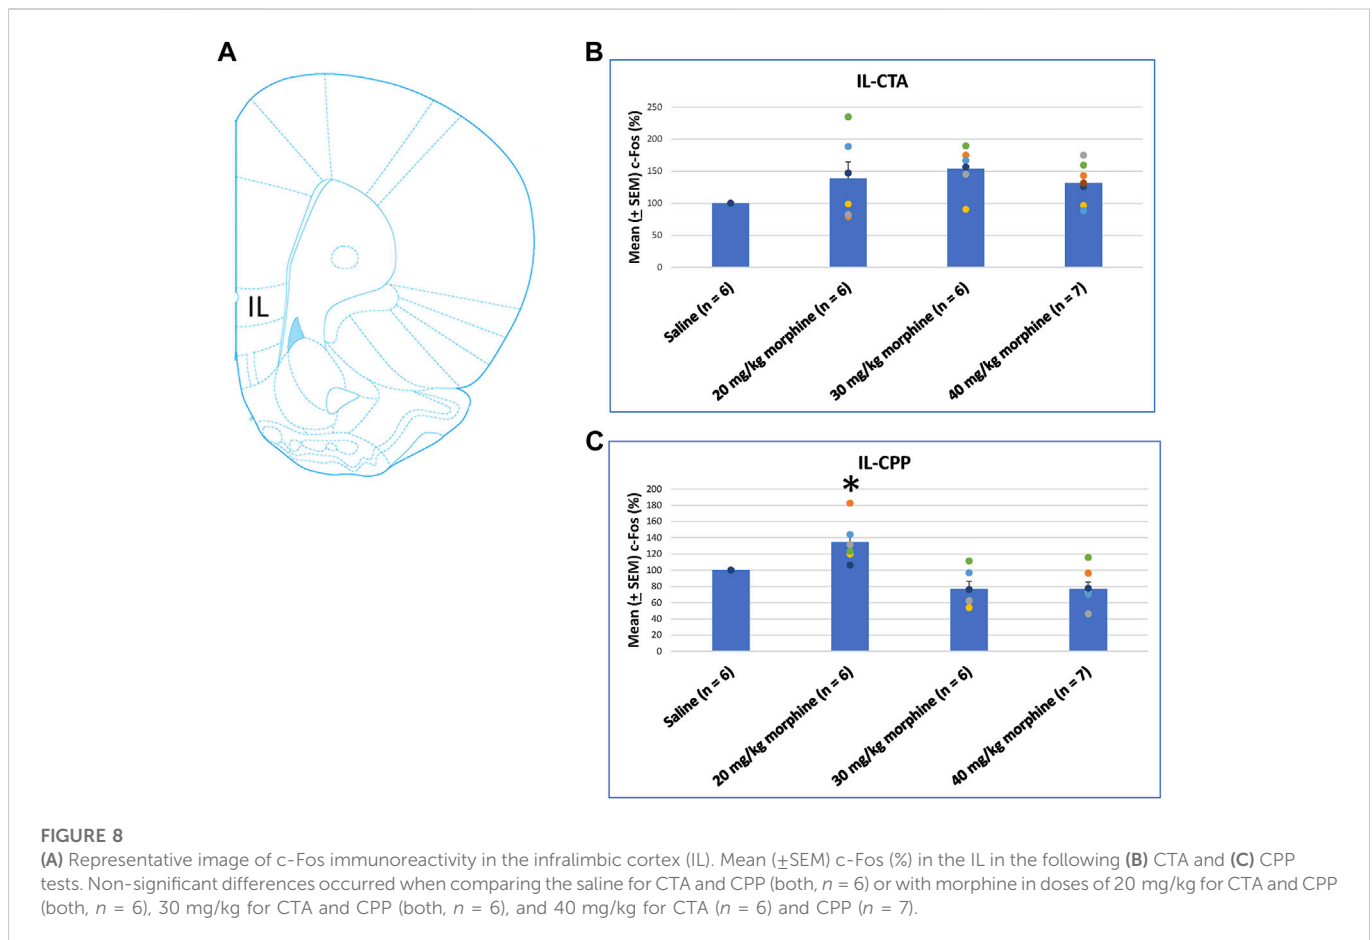 A
IL
B
IL-CTA
Mean (± SEM) c-Fos (%)
250
200
150
100
50
0
Saline (n = 6)
20 mg/kg morphine (n = 6)
30 mg/kg morphine (n = 6)
40 mg/kg morphine (n = 7)
C
IL-CPP
*
Mean (± SEM) c-Fos (%)
200
180
160
140
120
100
80
60
40
20
0
Saline (n = 6)
20 mg/kg morphine (n = 6)
30 mg/kg morphine (n = 6)
40 mg/kg morphine (n = 7)
FIGURE 8
(A) Representative image of c-Fos immunoreactivity in the infralimbic cortex (IL). Mean (±SEM) c-Fos (%) in the IL in the following (B) CTA and (C) CPP
tests. Non-significant differences occurred when comparing the saline for CTA and CPP (both, n = 6) or with morphine in doses of 20 mg/kg for CTA and CPP
(both, n = 6), 30 mg/kg for CTA and CPP (both, n = 6), and 40 mg/kg for CTA (n = 6) and CPP (n = 7).